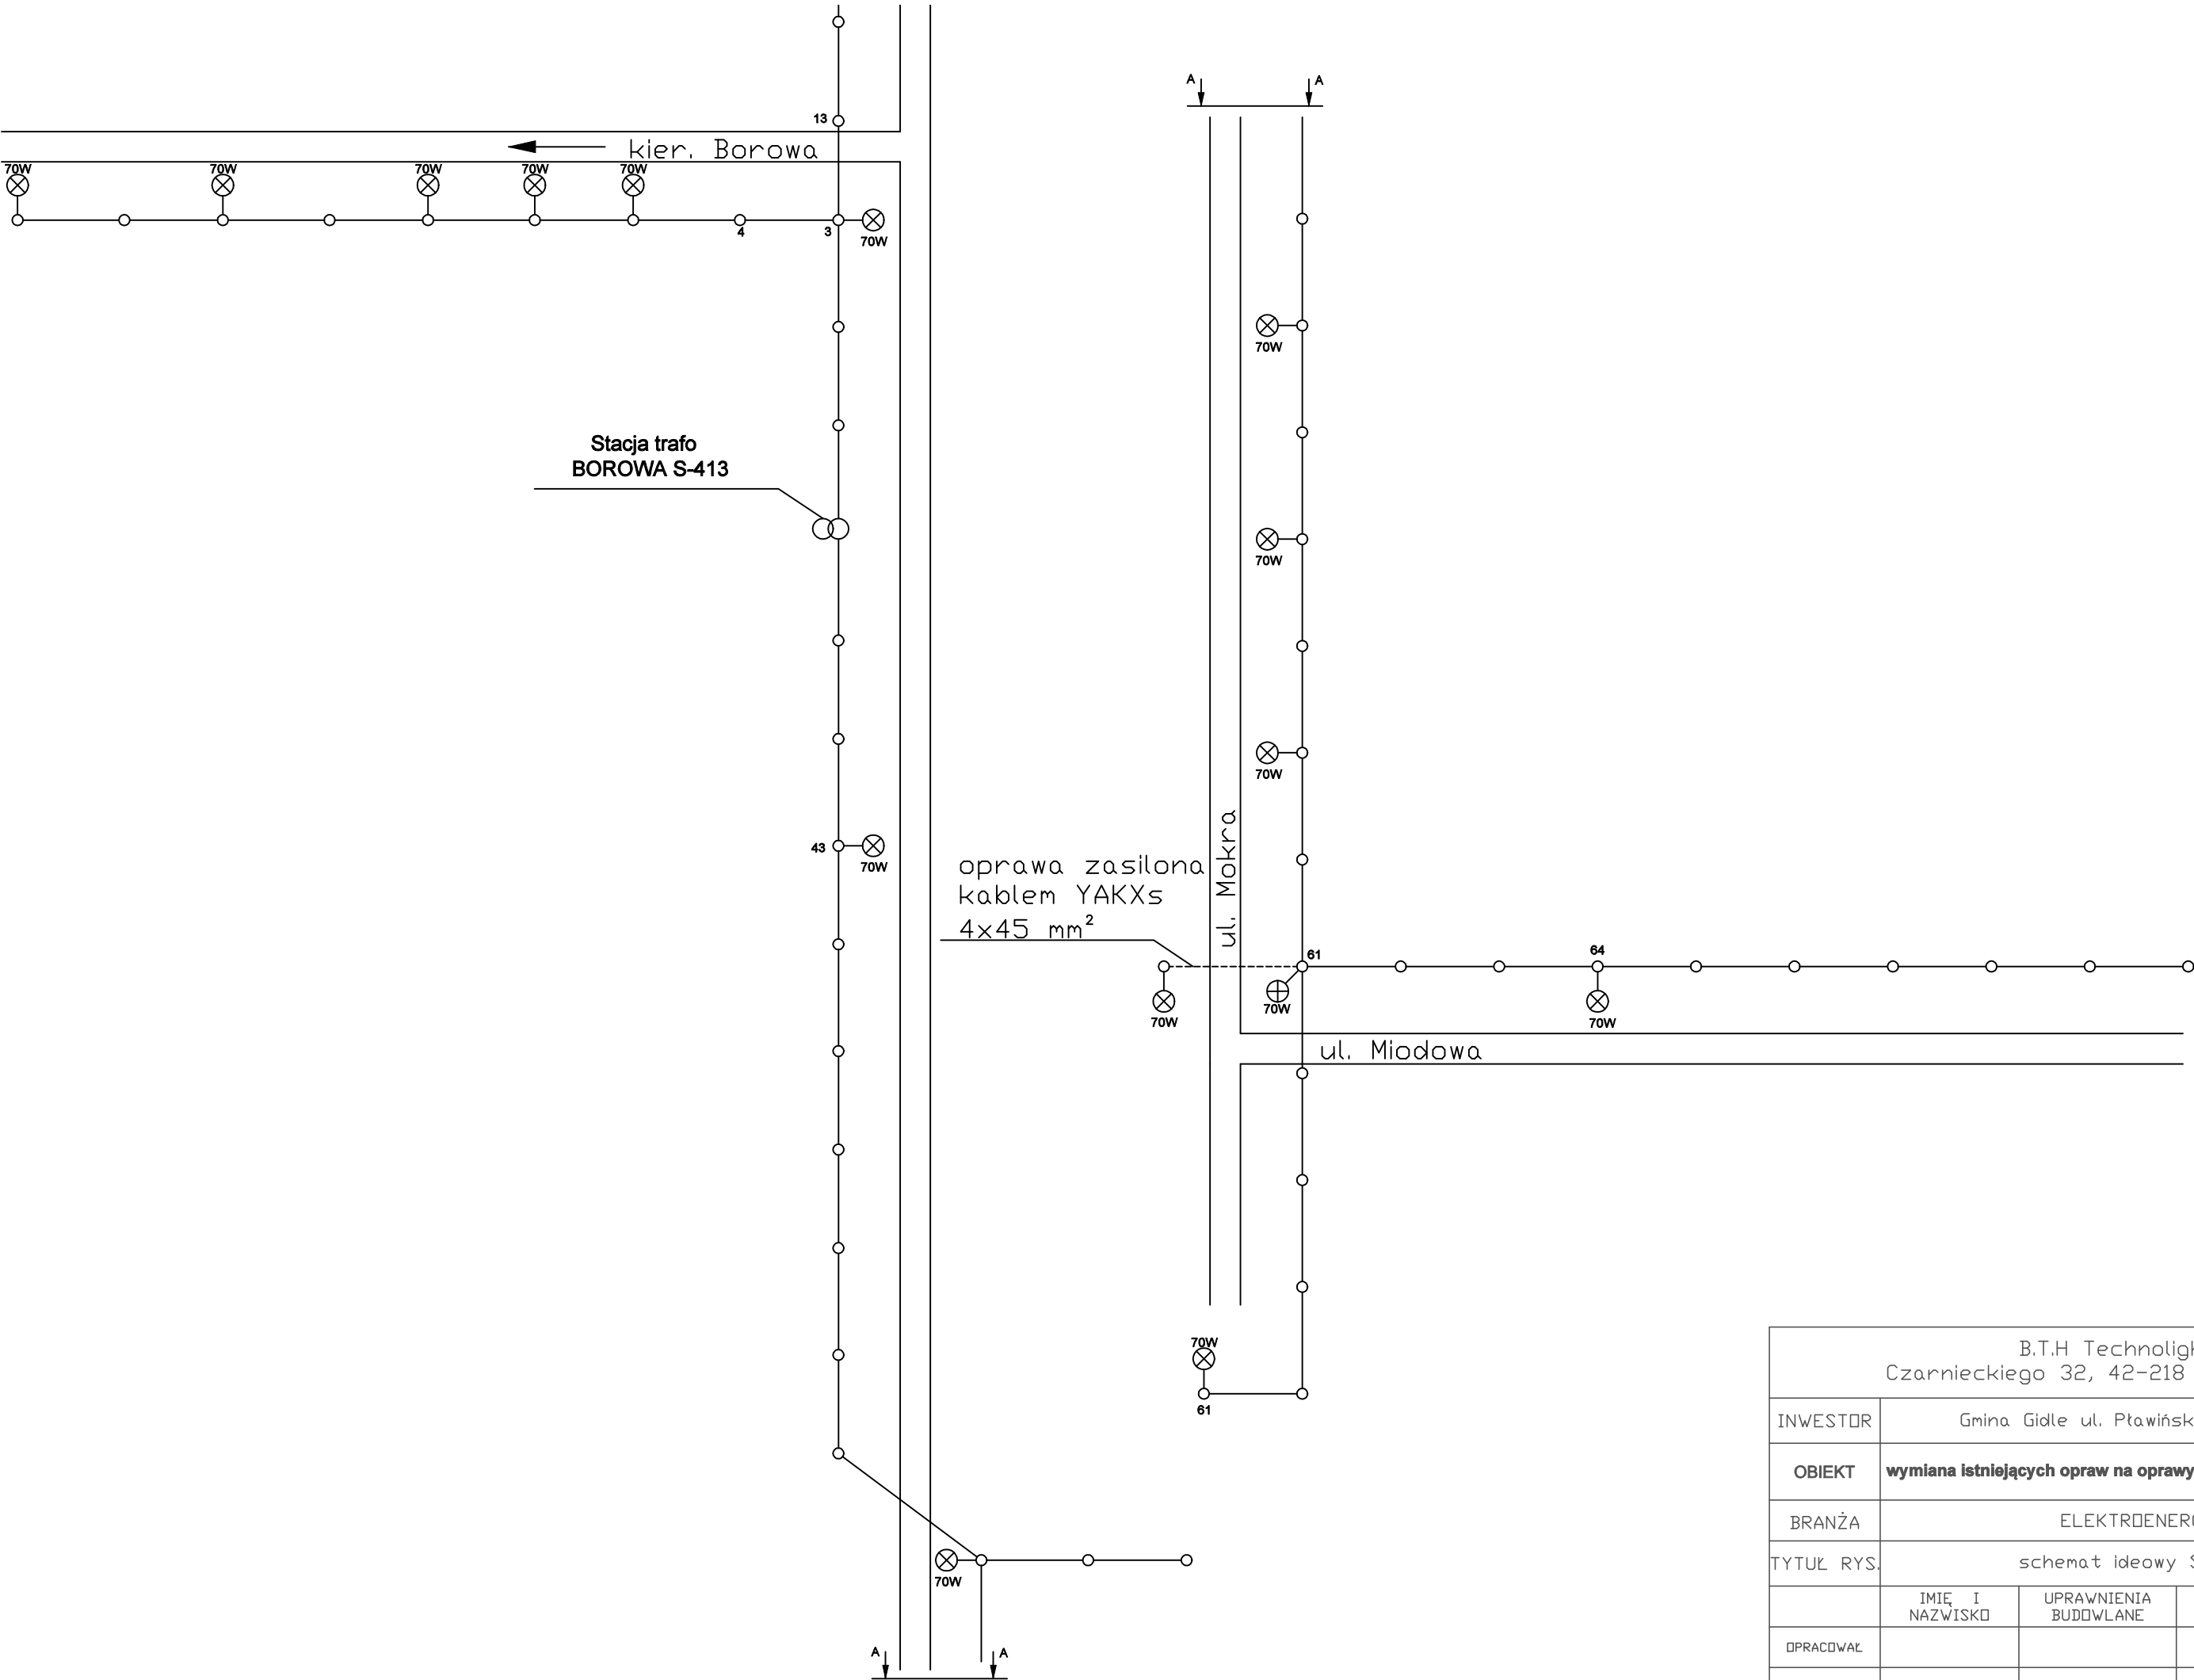 A A
13
kier. Borowa
70W 70W 70W 70W 70W
4 3
70W
70W
Stacja trafo
BOROWA S-413
70W
70W
43
70W
oprawa zasilona
kablem YAKXs
4x45 mm²
ul. Mokra
61
64
70W
70W
70W
ul. Miodowa
70W
61
70W
A A
B.T.H
Czarnieckiego 32, 42-218
INWESTOR
Gmina Gidle ul.
OBIEKT
wymiana istniejących opraw na oprawy
BRANŻA
TYTUŁ RYS.
schemat ideowy
IMIĘ I
NAZWISKO
UPRAWNIENIA
BUDOWLANE
OPRACOWAŁ